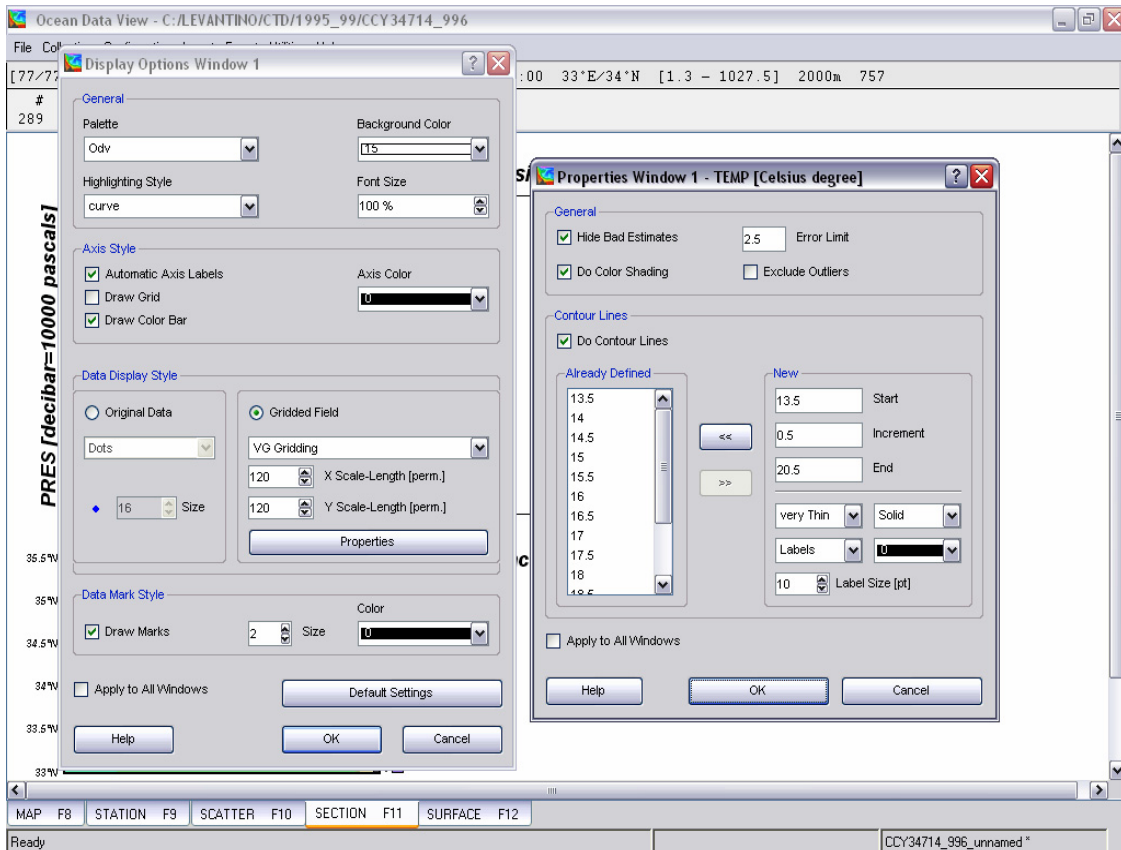 Ocean Data View - C:/LEVANTINO/CTD/1995_99/CCY34714_996
File
[77/77
:00 33°E/34°N [1.3 – 1027.5] 2000m 757
#
289
PRES [decibar=10000 pascals]
35.5°N
35°N
34.5°N
34°N
33.5°N
33°N
Display Options Window 1
General
Palette
Background Color
Odv
15
Highlighting Style
Font Size
curve
100 %
Axis Style
Automatic Axis Labels
Axis Color
Draw Grid
0
Draw Color Bar
Data Display Style
Original Data
Gridded Field
Dots
VG Gridding
120 X Scale-Length [perm.]
16 Size
120 Y Scale-Length [perm.]
Properties
Data Mark Style
Color
Draw Marks
2 Size
0
Apply to All Windows
Default Settings
Help
OK
Cancel
Properties Window 1 - TEMP [Celsius degree]
General
Hide Bad Estimates
2.5 Error Limit
Do Color Shading
Exclude Outliers
Contour Lines
Do Contour Lines
Already Defined
13.5
14
14.5
15
15.5
16
16.5
17
17.5
18
18.5
<<
>>
New
13.5 Start
0.5 Increment
20.5 End
very Thin
Solid
Labels
0
10 Label Size [pt]
Apply to All Windows
Help
OK
Cancel
MAP F8
STATION F9
SCATTER F10
SECTION F11
SURFACE F12
Ready
CCY34714_996_unnamed *